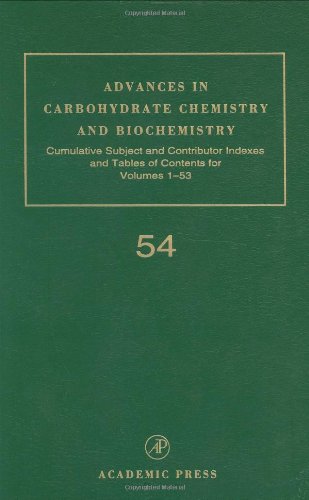 ADVANCES IN
CARBOHYDRATE CHEMISTRY
AND BIOCHEMISTRY
Cumulative Subject and Contributor Indexes
and Tables of Contents for
Volumes 1–53
54
AP
ACADEMIC PRESS